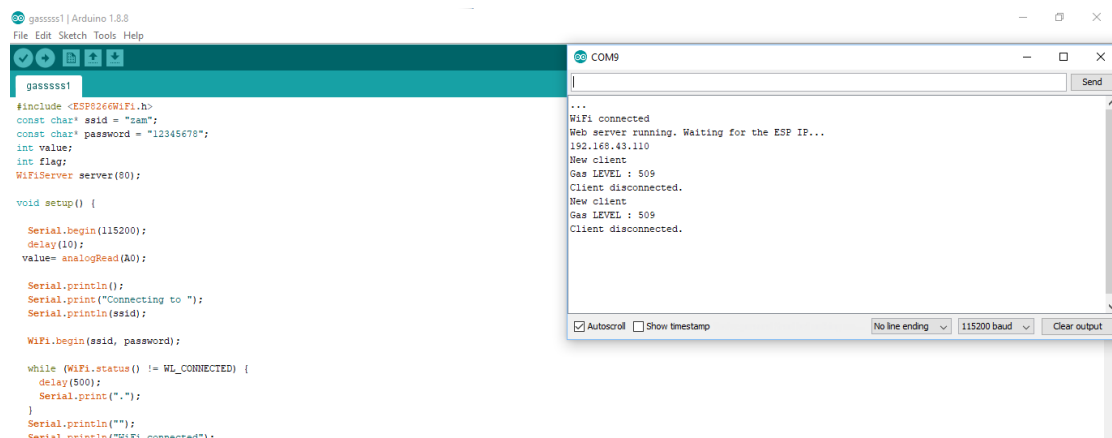 gasssss1 | Arduino 1.8.8
File Edit Sketch Tools Help
gasssss1
#include <ESP8266WiFi.h>
const char* ssid = "zam";
const char* password = "12345678";
int value;
int flag;
WiFiServer server(80);
void setup() {
Serial.begin(115200);
delay(10);
value= analogRead(A0);
Serial.println();
Serial.print("Connecting to ");
Serial.println(ssid);
WiFi.begin(ssid, password);
while (WiFi.status() != WL_CONNECTED) {
delay(500);
Serial.print(".");
}
Serial.println("");
Serial.println("WiFi connected");
COM9
Send
...
WiFi connected
Web server running. Waiting for the ESP IP...
192.168.43.110
New client
Gas LEVEL : 509
Client disconnected.
New client
Gas LEVEL : 509
Client disconnected.
Autoscroll Show timestamp No line ending 115200 baud Clear output